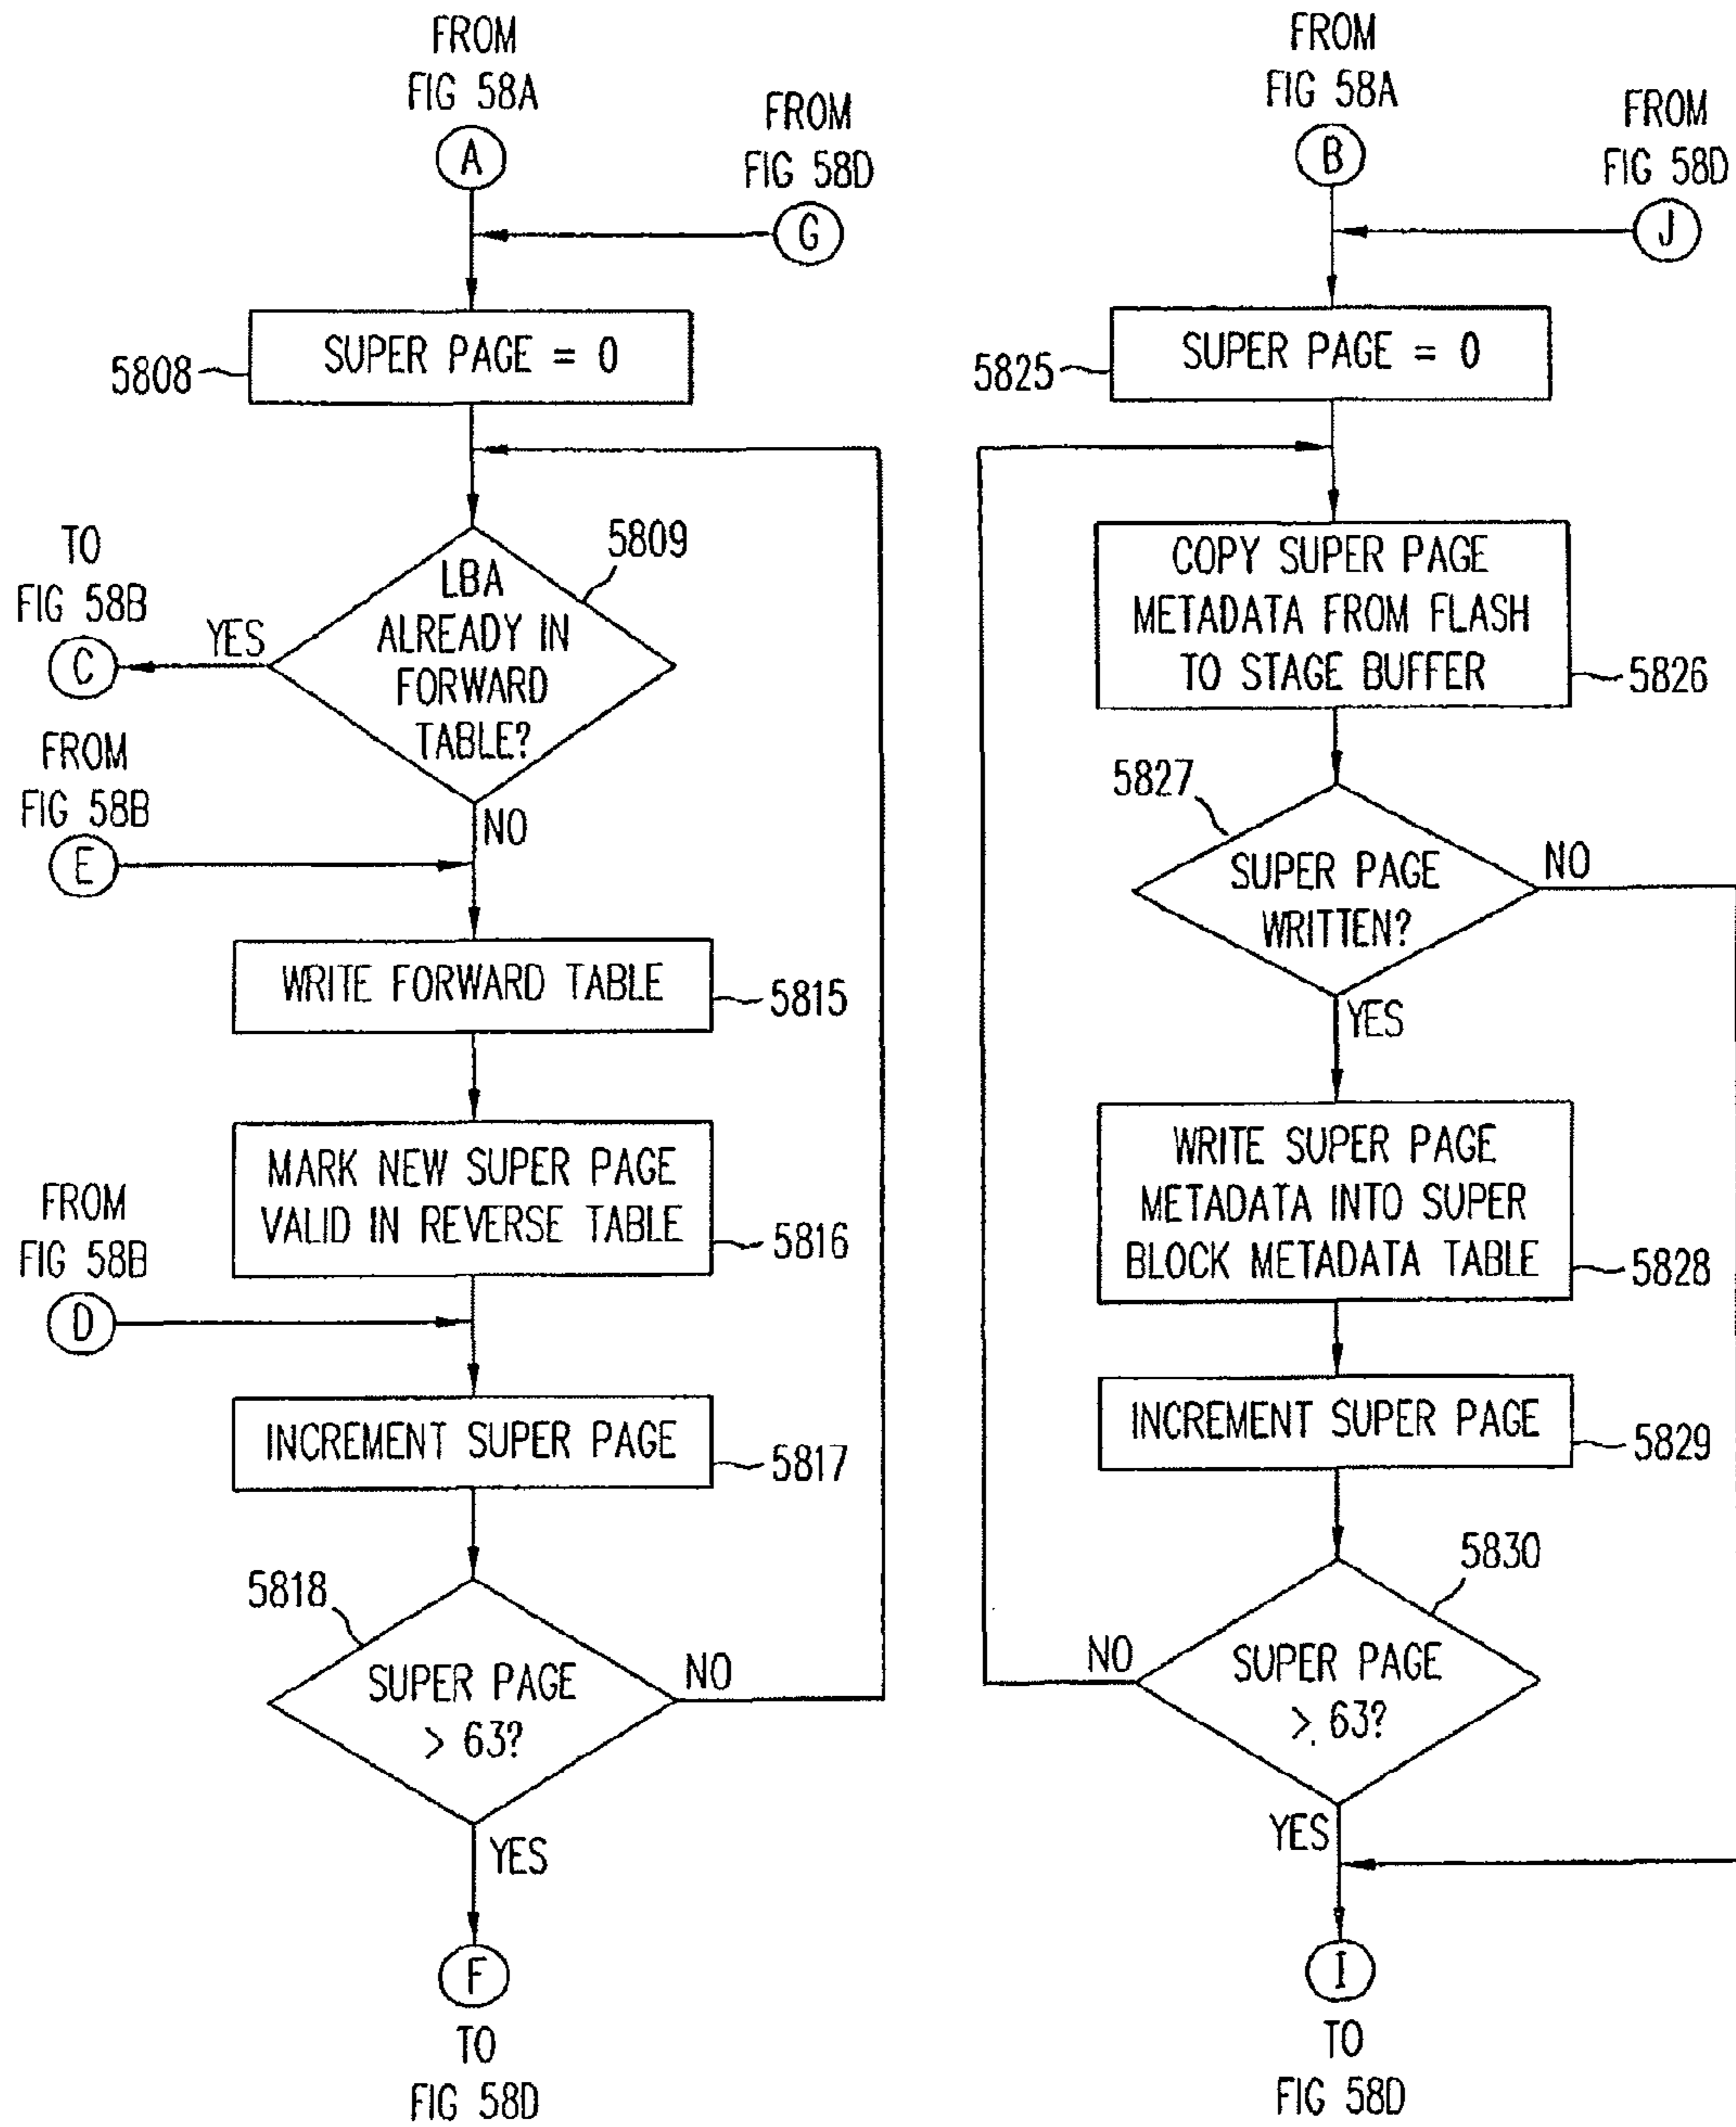 FROM
FIG 58A
A
FROM
FIG 58D
G
5808
SUPER PAGE = 0
5809
LBA
ALREADY IN
FORWARD
TABLE?
YES
TO
FIG 58B
C
NO
FROM
FIG 58B
E
WRITE FORWARD TABLE
5815
MARK NEW SUPER PAGE
VALID IN REVERSE TABLE
5816
FROM
FIG 58B
D
INCREMENT SUPER PAGE
5817
5818
SUPER PAGE
> 63?
NO
YES
F
TO
FIG 58D
FROM
FIG 58A
B
FROM
FIG 58D
J
5825
SUPER PAGE = 0
COPY SUPER PAGE
METADATA FROM FLASH
TO STAGE BUFFER
5826
5827
SUPER PAGE
WRITTEN?
NO
YES
WRITE SUPER PAGE
METADATA INTO SUPER
BLOCK METADATA TABLE
5828
INCREMENT SUPER PAGE
5829
5830
SUPER PAGE
> 63?
NO
YES
I
TO
FIG 58D